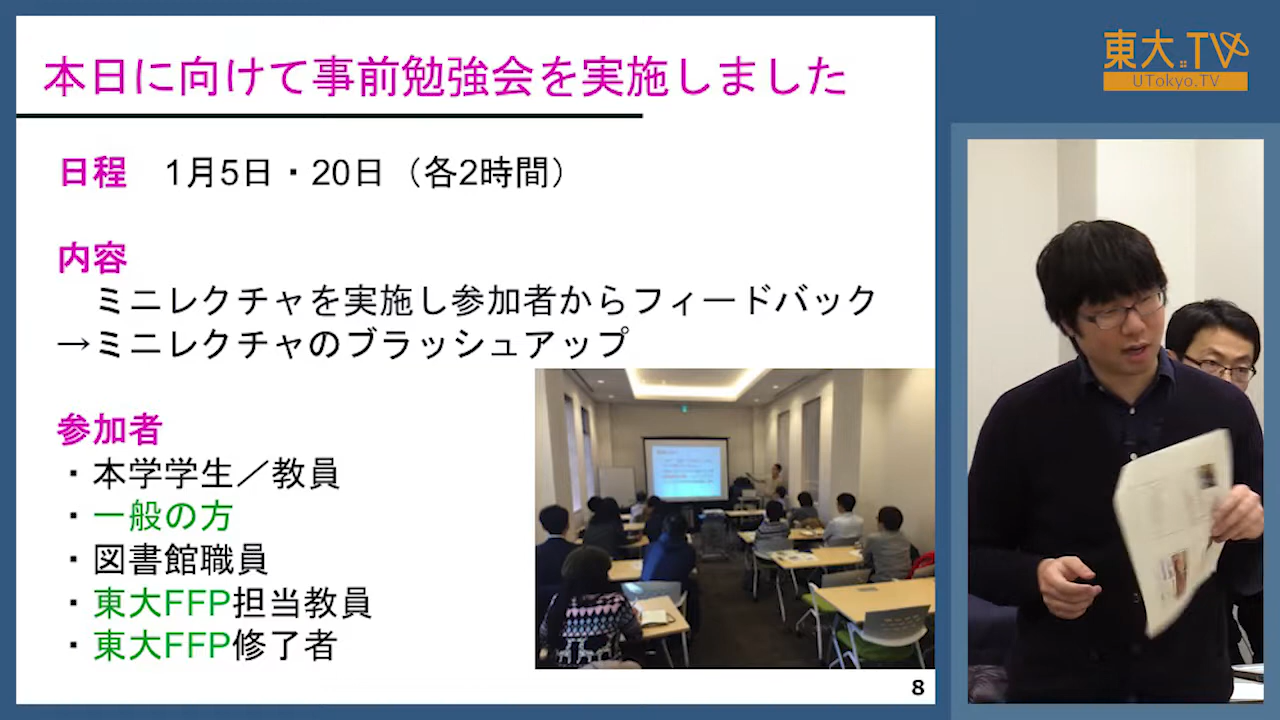 本日に向けて事前勉強会を実施しました
東大.TV
UTokyo.TV
日程　1月5日・20日（各2時間）
内容
ミニレクチャを実施し参加者からフィードバック
→ミニレクチャのブラッシュアップ
参加者
・本学学生／教員
・一般の方
・図書館職員
・東大FFP担当教員
・東大FFP修了者
8